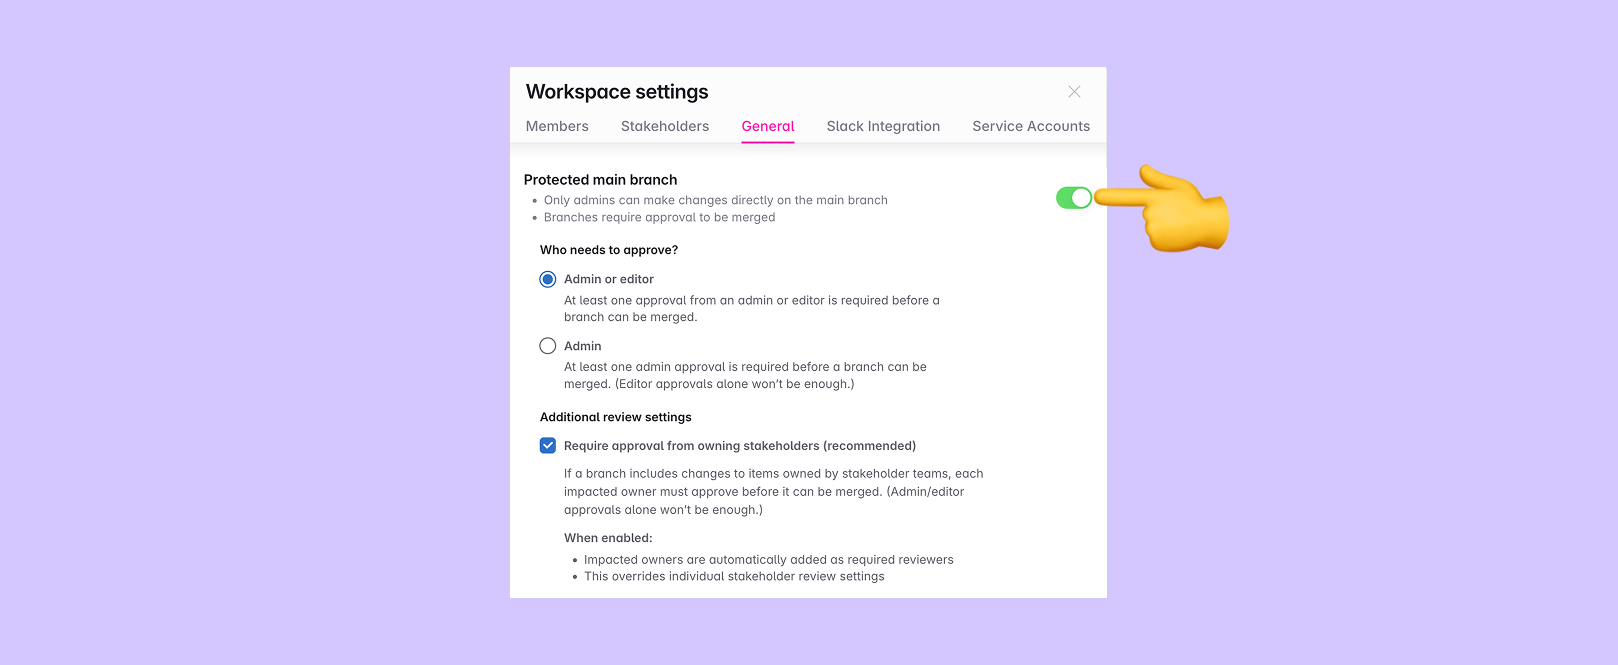 Workspace settings
Members Stakeholders General Slack Integration Service Accounts
Protected main branch
• Only admins can make changes directly on the main branch
• Branches require approval to be merged
Who needs to approve?
Admin or editor
At least one approval from an admin or editor is required before a
branch can be merged.
Admin
At least one admin approval is required before a branch can be
merged. (Editor approvals alone won't be enough.)
Additional review settings
Require approval from owning stakeholders (recommended)
If a branch includes changes to items owned by stakeholder teams, each
impacted owner must approve before it can be merged. (Admin/editor
approvals alone won't be enough.)
When enabled:
• Impacted owners are automatically added as required reviewers
• This overrides individual stakeholder review settings